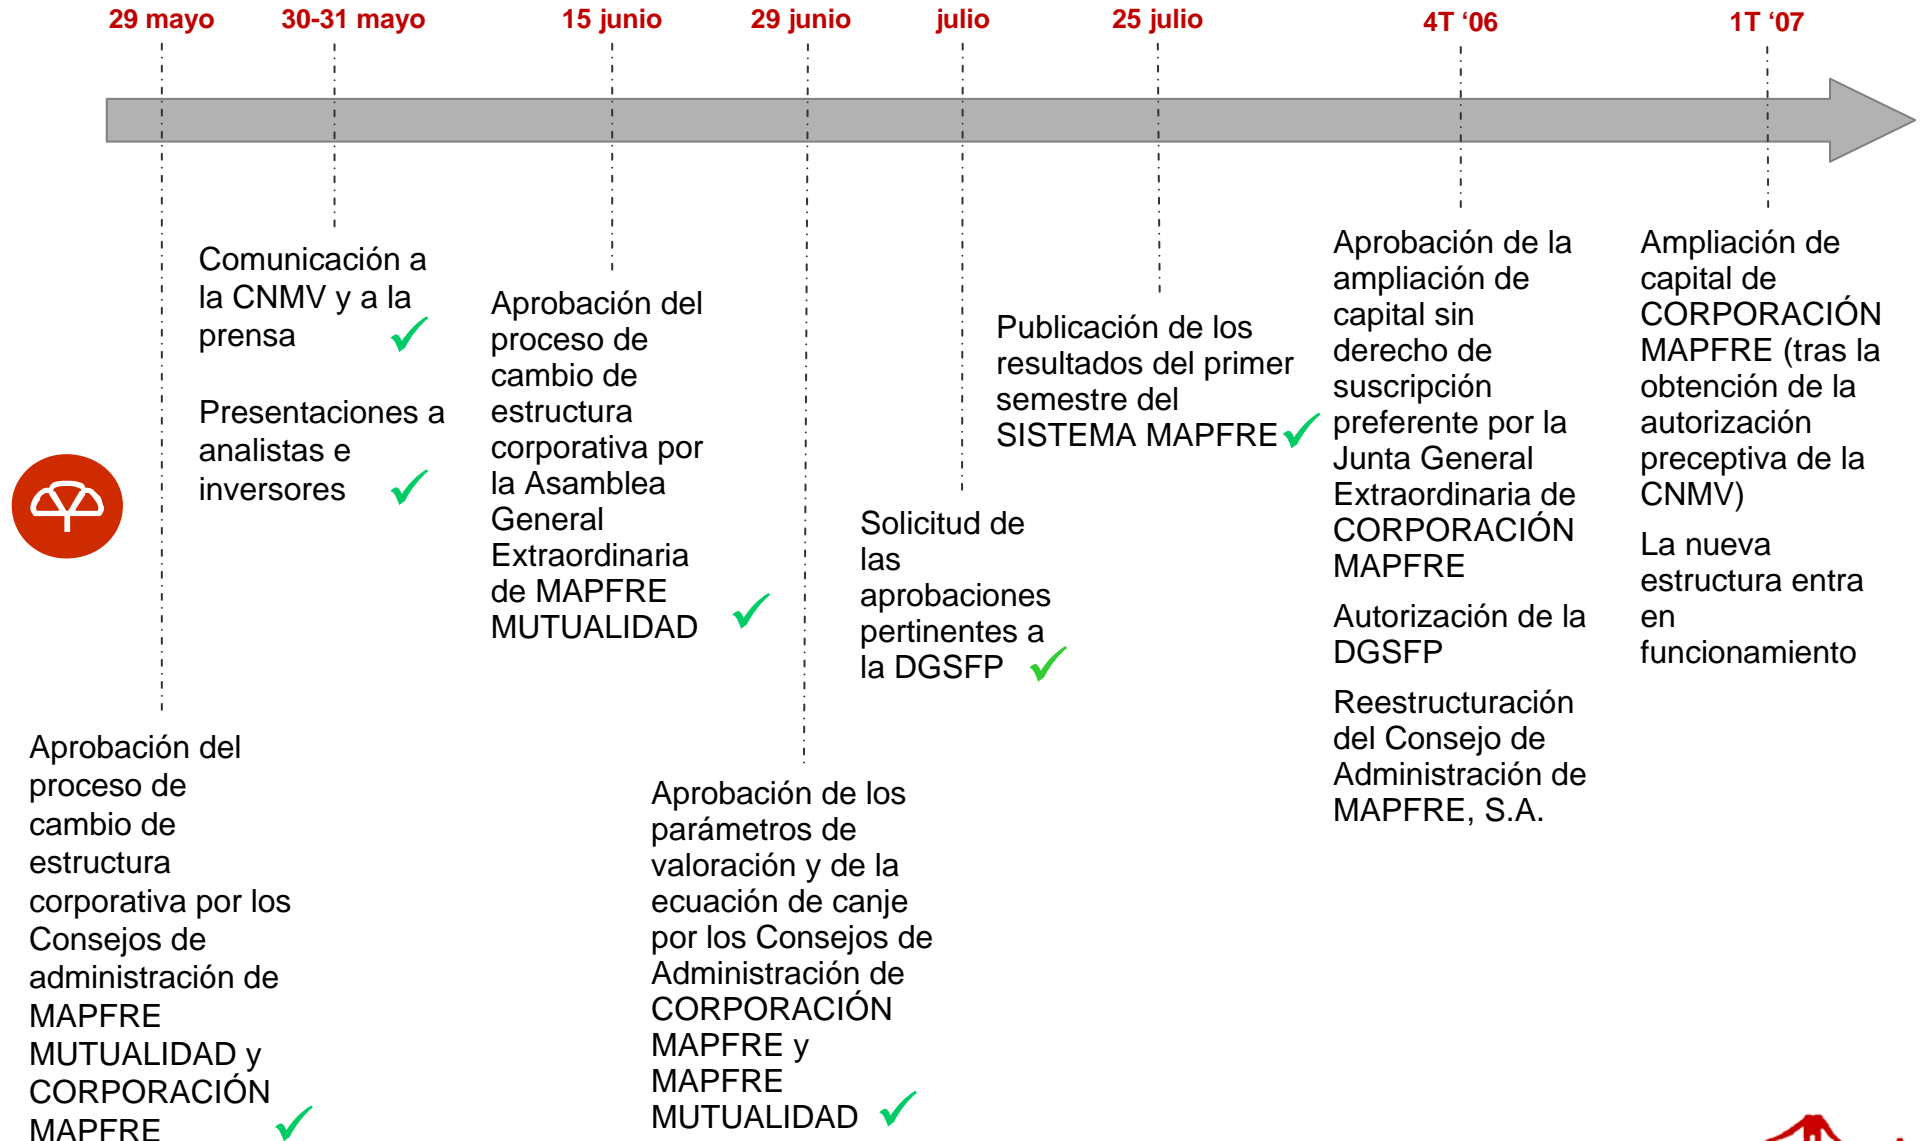 29 mayo
30-31 mayo
15 junio
29 junio
julio
25 julio
4T ‘06
1T ‘07
Comunicación a
la CNMV y a la
prensa
Presentaciones a
analistas e
inversores
Aprobación del
proceso de
cambio de
estructura
corporativa por
la Asamblea
General
Extraordinaria
de MAPFRE
MUTUALIDAD
Solicitud de
las
aprobaciones
pertinentes a
la DGSFP
Publicación de los
resultados del primer
semestre del
SISTEMA MAPFRE
Aprobación de la
ampliación de
capital sin
derecho de
suscripción
preferente por la
Junta General
Extraordinaria de
CORPORACIÓN
MAPFRE
Autorización de la
DGSFP
Reestructuración
del Consejo de
Administración de
MAPFRE, S.A.
Ampliación de
capital de
CORPORACIÓN
MAPFRE (tras la
obtención de la
autorización
preceptiva de la
CNMV)
La nueva
estructura entra
en
funcionamiento
Aprobación del
proceso de
cambio de
estructura
corporativa por los
Consejos de
administración de
MAPFRE
MUTUALIDAD y
CORPORACIÓN
MAPFRE
Aprobación de los
parámetros de
valoración y de la
ecuación de canje
por los Consejos de
Administración de
CORPORACIÓN
MAPFRE y
MAPFRE
MUTUALIDAD